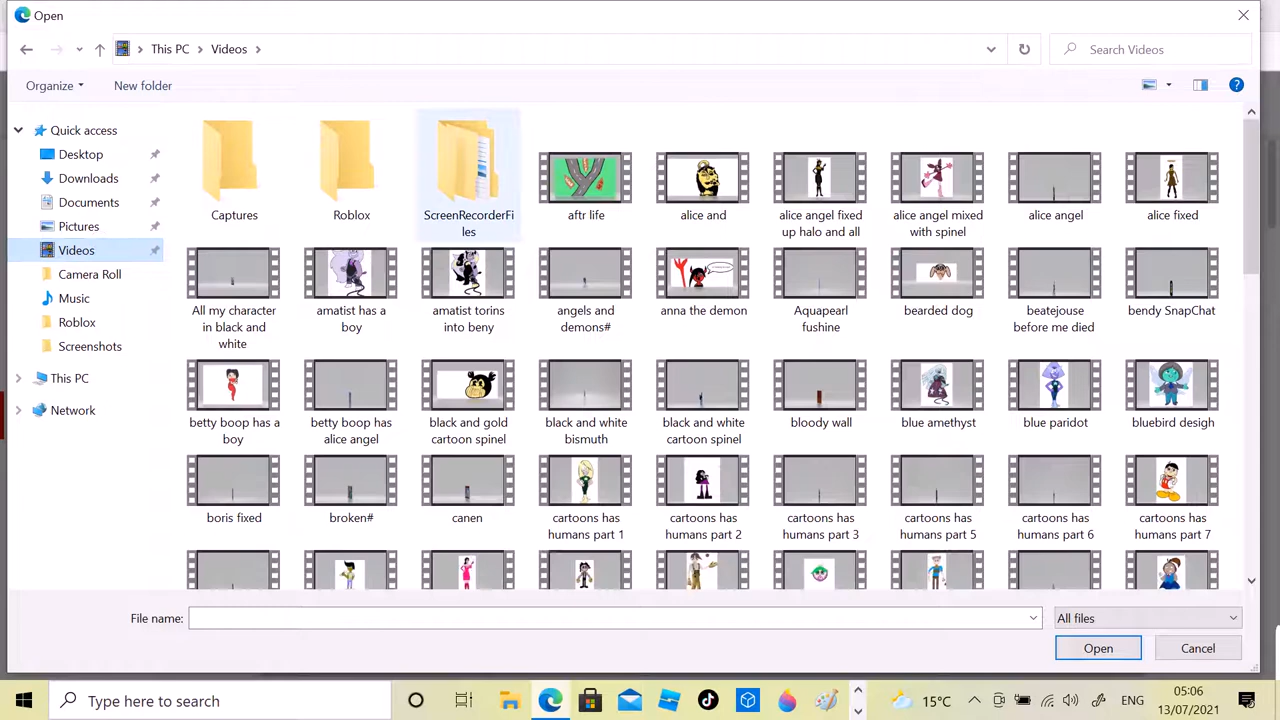 Open
This PC
Videos
Search Videos
Organize
New folder
Quick access
Desktop
Downloads
Documents
Pictures
Videos
Camera Roll
Music
Roblox
Screenshots
This PC
Network
Captures
Roblox
ScreenRecorderFi
les
aftr life
alice and
alice angel fixed
up halo and all
alice angel mixed
with spinel
alice angel
alice fixed
All my character
in black and
white
amatist has a
boy
amatist torins
into beny
angels and
demons#
anna the demon
Aquapearl
fushine
bearded dog
beatejouse
before me died
bendy SnapChat
betty boop has a
boy
betty boop has
alice angel
black and gold
cartoon spinel
black and white
bismuth
black and white
cartoon spinel
bloody wall
blue amethyst
blue paridot
bluebird desigh
boris fixed
broken#
canen
cartoons has
humans part 1
cartoons has
humans part 2
cartoons has
humans part 3
cartoons has
humans part 5
cartoons has
humans part 6
cartoons has
humans part 7
File name:
All files
Open
Cancel
Type here to search
15°C
ENG
05:06
13/07/2021